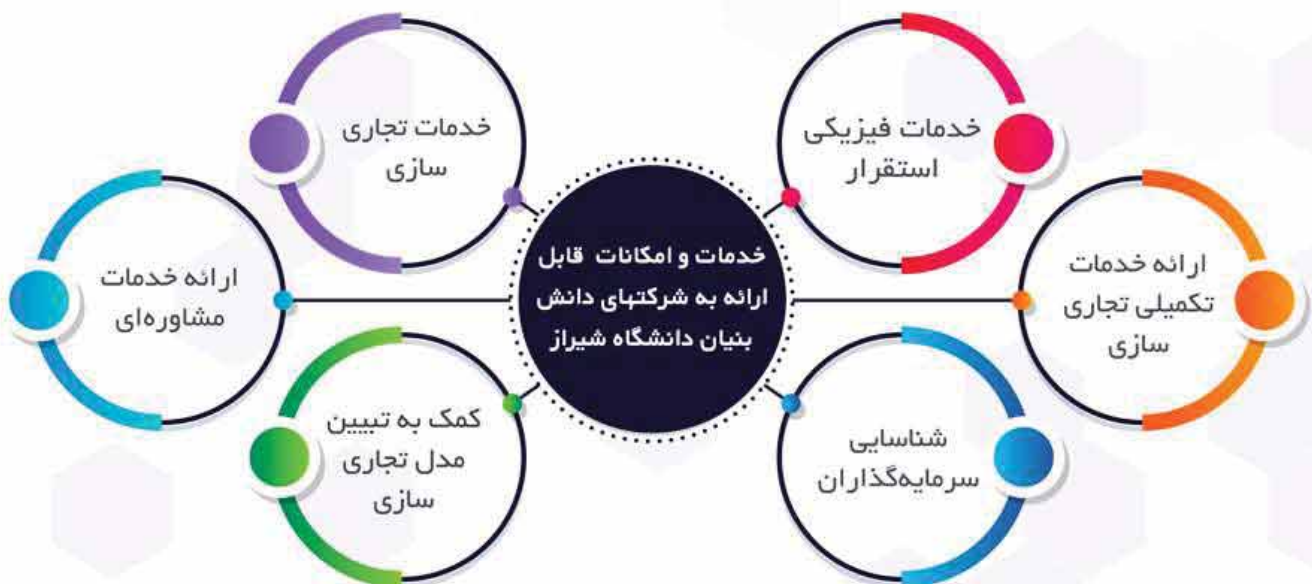 خدمات و امکانات قابل
ارائه به شرکتهای دانش
بنیان دانشگاه شیراز
خدمات فیزیکی
استقرار
ارائه خدمات
تکمیلی تجاری
سازی
شناسایی
سرمایه‌گذاران
خدمات تجاری
سازی
ارائه خدمات
مشاوره‌ای
کمک به تبیین
مدل تجاری
سازی